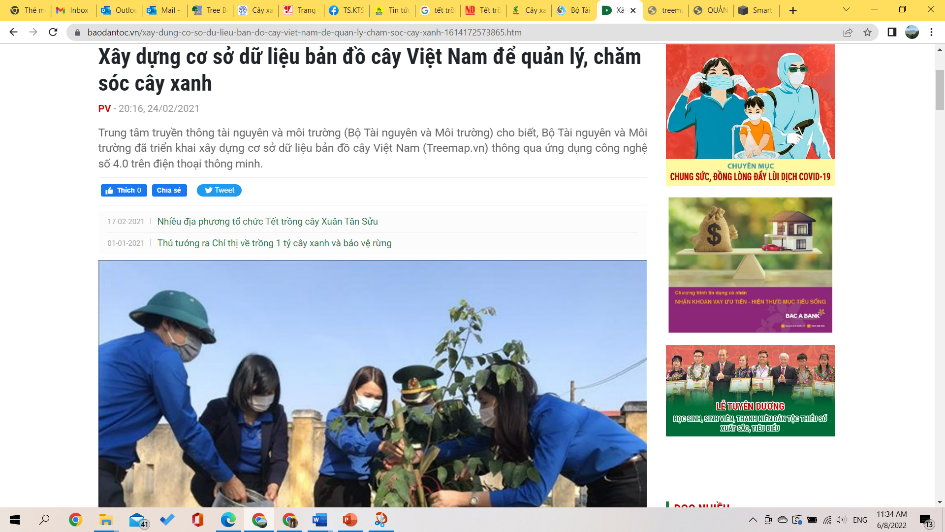 The m
Inbox
Outlo
Mail -
Tree B
Cây xa
Trang
TS.KTS
Tin tứ
tết trồ
Tết trồ
Cây xa
Bộ Tài
Xâ
treem
QUẢN
Smart
baodantoc.vn/xay-dung-co-so-du-lieu-ban-do-cay-viet-nam-de-quan-ly-cham-soc-cay-xanh-1614172573865.htm
Xây dựng cơ sở dữ liệu bản đồ cây Việt Nam để quản lý, chăm
sóc cây xanh
PV - 20:16, 24/02/2021
Trung tâm truyền thông tài nguyên và môi trường (Bộ Tài nguyên và Môi trường) cho biết, Bộ Tài nguyên và Môi
trường đã triển khai xây dựng cơ sở dữ liệu bản đồ cây Việt Nam (Treemap.vn) thông qua ứng dụng công nghệ
số 4.0 trên điện thoại thông minh.
Thích 0 Chia sẻ Tweet
17-02-2021 Nhiều địa phương tổ chức Tết trồng cây Xuân Tân Sửu
01-01-2021 Thủ tướng ra Chỉ thị về trồng 1 tỷ cây xanh và bảo vệ rừng
CHUYÊN MỤC
CHUNG SỨC, ĐỒNG LÒNG ĐẨY LÙI DỊCH COVID-19
$
Chương trình tín dụng cá nhân
NHẬN KHOẢN VAY ƯU TIÊN - HIỆN THỰC MỤC TIÊU SỐNG
BAC A BANK
LỄ TUYÊN DƯƠNG
HỌC SINH, SINH VIÊN, THANH NIÊN DÂN TỘC THIỂU SỐ
XUẤT SẮC, TIÊU BIỂU
ĐỌC NHIỀU
41
ENG
11:34 AM
6/8/2022
13